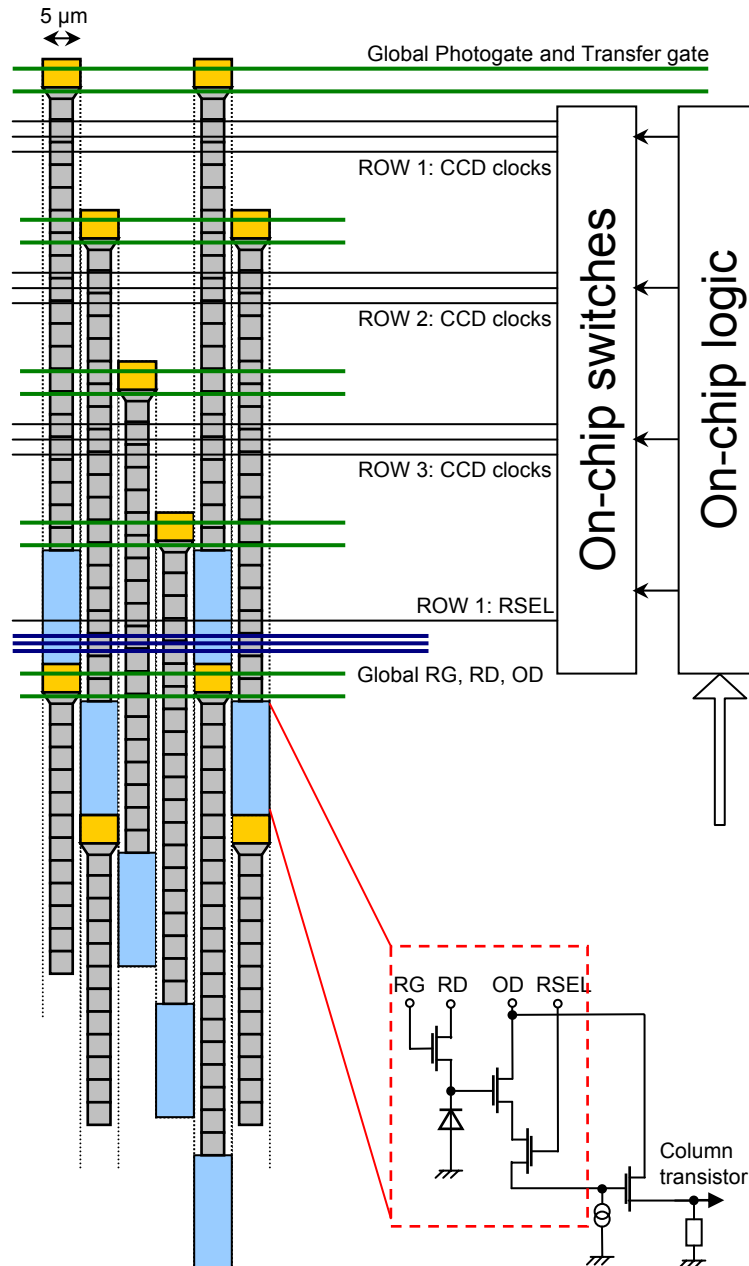 5 µm
Global Photogate and Transfer gate
ROW 1: CCD clocks
ROW 2: CCD clocks
ROW 3: CCD clocks
ROW 1: RSEL
Global RG, RD, OD
On-chip switches
On-chip logic
RG RD OD RSEL
Column
transistor